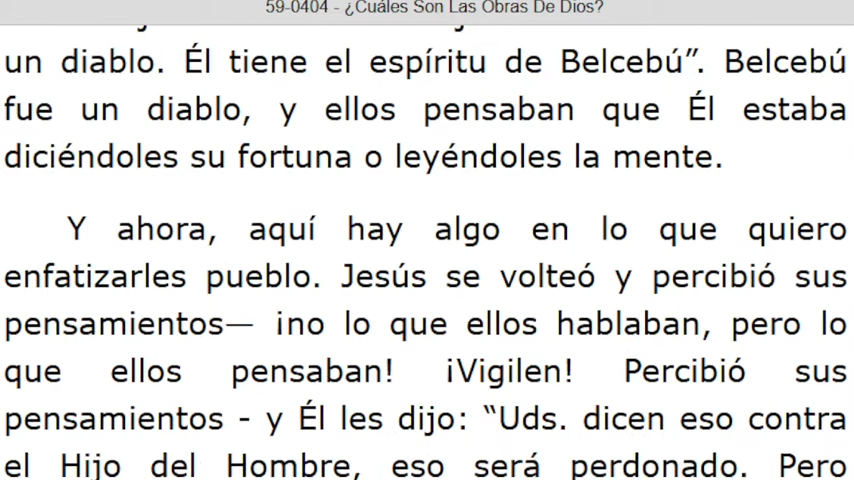 59-0404 - ¿Cuáles Son Las Obras De Dios?
un diablo. Él tiene el espíritu de Belcebú”. Belcebú
fue un diablo, y ellos pensaban que Él estaba
diciéndoles su fortuna o leyéndoles la mente.
Y ahora, aquí hay algo en lo que quiero
enfatizarles pueblo. Jesús se volteó y percibió sus
pensamientos— ¡no lo que ellos hablaban, pero lo
que ellos pensaban! ¡Vigilen! Percibió sus
pensamientos - y Él les dijo: “Uds. dicen eso contra
el Hijo del Hombre, eso será perdonado. Pero